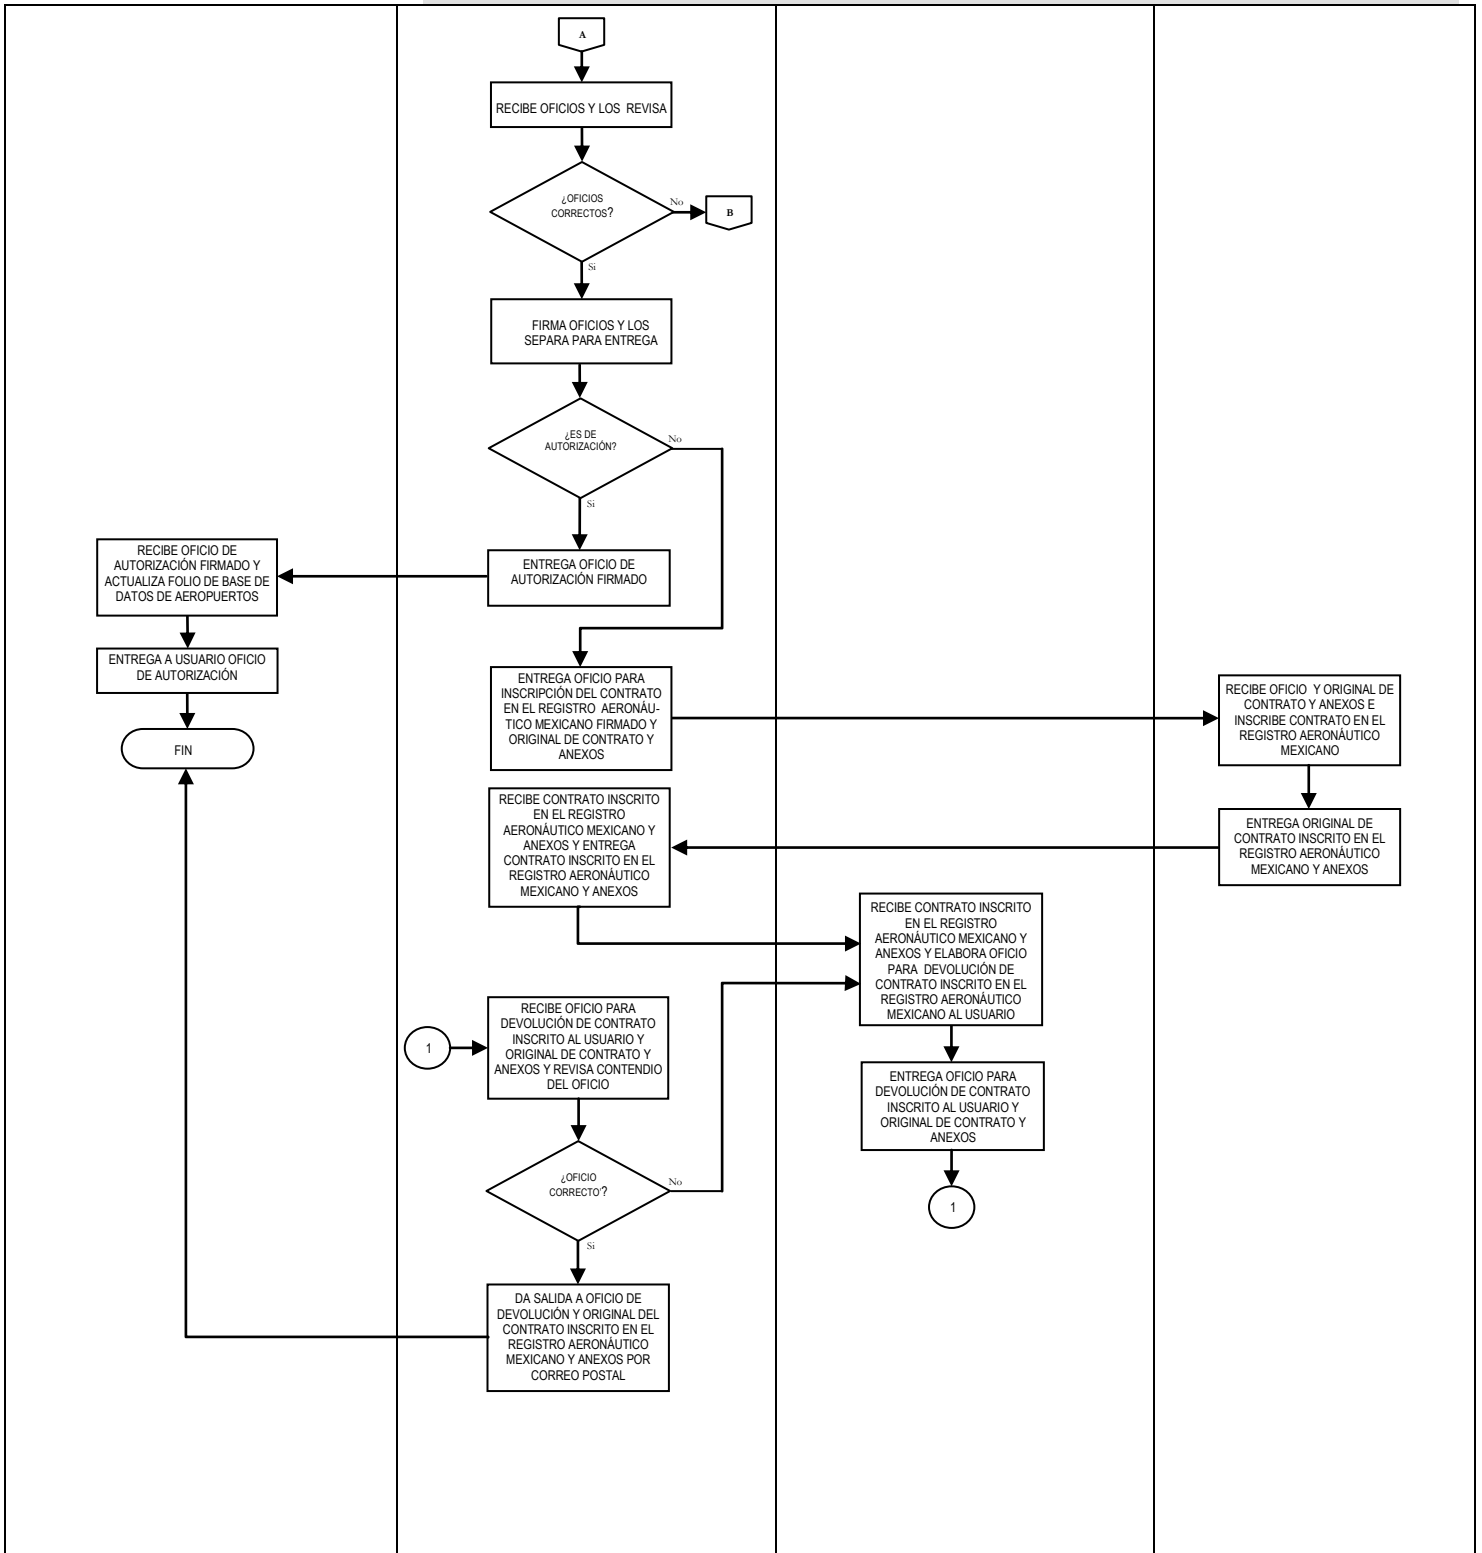 A
RECIBE OFICIOS Y LOS REVISA
¿OFICIOS
CORRECTOS?
No
B
Si
FIRMA OFICIOS Y LOS
SEPARA PARA ENTREGA
¿ES DE
AUTORIZACIÓN?
No
Si
RECIBE OFICIO DE
AUTORIZACIÓN FIRMADO Y
ACTUALIZA FOLIO DE BASE DE
DATOS DE AEROPUERTOS
ENTREGA OFICIO DE
AUTORIZACIÓN FIRMADO
ENTREGA A USUARIO OFICIO
DE AUTORIZACIÓN
FIN
ENTREGA OFICIO PARA
INSCRIPCIÓN DEL CONTRATO
EN EL REGISTRO AERONÁU-
TICO MEXICANO FIRMADO Y
ORIGINAL DE CONTRATO Y
ANEXOS
RECIBE OFICIO Y ORIGINAL DE
CONTRATO Y ANEXOS E
INSCRIBE CONTRATO EN EL
REGISTRO AERONÁUTICO
MEXICANO
RECIBE CONTRATO INSCRITO
EN EL REGISTRO
AERONÁUTICO MEXICANO Y
ANEXOS Y ENTREGA
CONTRATO INSCRITO EN EL
REGISTRO AERONÁUTICO
MEXICANO Y ANEXOS
ENTREGA ORIGINAL DE
CONTRATO INSCRITO EN EL
REGISTRO AERONÁUTICO
MEXICANO Y ANEXOS
RECIBE CONTRATO INSCRITO
EN EL REGISTRO
AERONÁUTICO MEXICANO Y
ANEXOS Y ELABORA OFICIO
PARA DEVOLUCIÓN DE
CONTRATO INSCRITO EN EL
REGISTRO AERONÁUTICO
MEXICANO AL USUARIO
1
RECIBE OFICIO PARA
DEVOLUCIÓN DE CONTRATO
INSCRITO AL USUARIO Y
ORIGINAL DE CONTRATO Y
ANEXOS Y REVISA CONTENDIO
DEL OFICIO
ENTREGA OFICIO PARA
DEVOLUCIÓN DE CONTRATO
INSCRITO AL USUARIO Y
ORIGINAL DE CONTRATO Y
ANEXOS
¿OFICIO
CORRECTO'?
No
1
Si
DA SALIDA A OFICIO DE
DEVOLUCIÓN Y ORIGINAL DEL
CONTRATO INSCRITO EN EL
REGISTRO AERONÁUTICO
MEXICANO Y ANEXOS POR
CORREO POSTAL